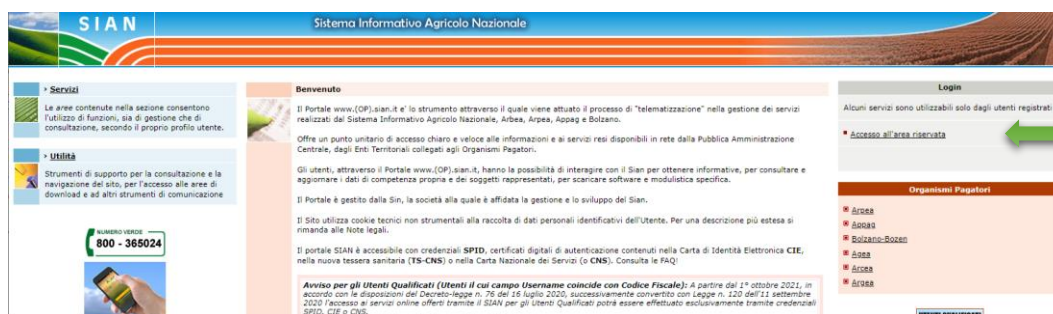 SIAN
Sistema Informativo Agricolo Nazionale
> Servizi
Le aree contenute nella sezione consentono
l'utilizzo di funzioni, sia di gestione che di
consultazione, secondo il proprio profilo utente.
> Utilità
Strumenti di supporto per la consultazione e la
navigazione del sito, per l'accesso alle aree di
download e ad altri strumenti di comunicazione
NUMERO VERDE
800 - 365024
Benvenuto
Il Portale www.(OP).sian.it e' lo strumento attraverso il quale viene attuato il processo di "telematizzazione" nella gestione dei servizi
realizzati dal Sistema Informativo Agricolo Nazionale, Arbea, Arpea, Appag e Bolzano.
Offre un punto unitario di accesso chiaro e veloce alle informazioni e ai servizi resi disponibili in rete dalla Pubblica Amministrazione
Centrale, dagli Enti Territoriali collegati agli Organismi Pagatori.
Gli utenti, attraverso il Portale www.[OP).sian.it, hanno la possibilità di interagire con il Sian per ottenere informative, per consultare e
aggiornare i dati di competenza propria e dei soggetti rappresentati, per scaricare software e modulistica specifica.
Il Portale è gestito dalla Sin, la società alla quale è affidata la gestione e lo sviluppo del Sian.
Il Sito utilizza cookie tecnici non strumentali alla raccolta di dati personali identificativi dell'Utente. Per una descrizione più estesa si
rimanda alle Note legali.
Il portale SIAN è accessibile con credenziali SPID, certificati digitali di autenticazione contenuti nella Carta di Identità Elettronica CIE,
nella nuova tessera sanitaria (TS-CNS) o nella Carta Nazionale dei Servizi (o CNS). Consulta le FAQ!
Avviso per gli Utenti Qualificati (Utenti il cui campo Username coincide con Codice Fiscale): A partire dal 1° ottobre 2021, in
accordo con le disposizioni del Decreto-legge n. 76 del 16 luglio 2020, successivamente convertito con Legge n. 120 dell'11 settembre
2020 l'accesso ai servizi online offerti tramite il SIAN per gli Utenti Qualificati potrà essere effettuato esclusivamente tramite credenziali
SPID, CIE o CNS.
Login
Alcuni servizi sono utilizzabili solo dagli utenti registrati
Accesso all'area riservata
Organismi Pagatori
Arpea
Appag
Bolzano-Bozen
Agea
Arcea
Argea